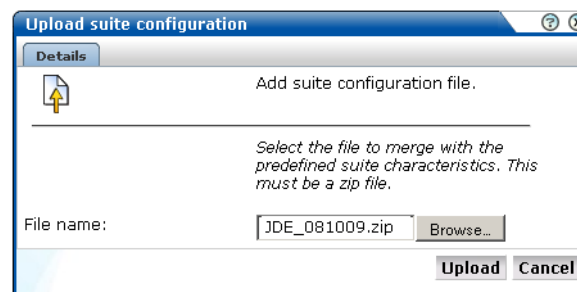 Upload suite configuration
Details
Add suite configuration file.
Select the file to merge with the
predefined suite characteristics. This
must be a zip file.
File name:
JDE_081009.zip
Browse...
Upload Cancel